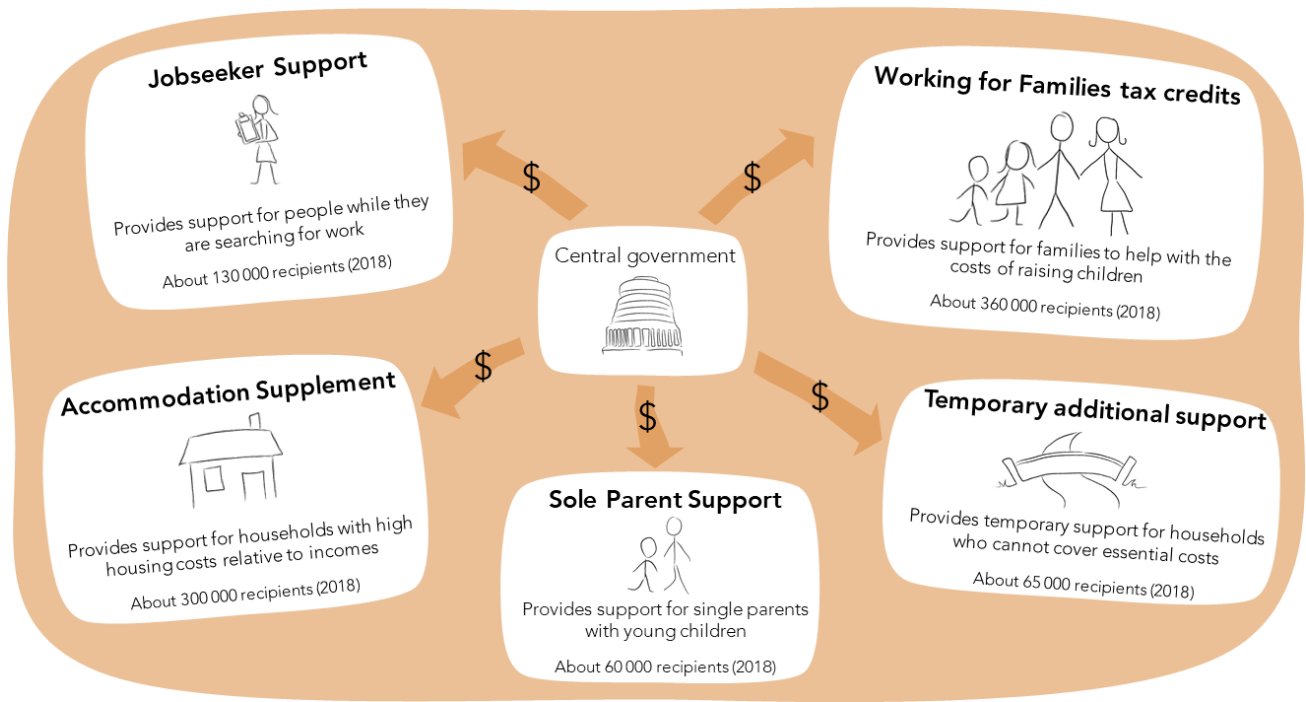 Jobseeker Support
Provides support for people while they
are searching for work
About 130 000 recipients (2018)
Working for Families tax credits
Provides support for families to help with the
costs of raising children
About 360 000 recipients (2018)
$
$
Central government
$
$
$
Accommodation Supplement
Provides support for households with high
housing costs relative to incomes
About 300 000 recipients (2018)
Sole Parent Support
Provides support for single parents
with young children
About 60 000 recipients (2018)
Temporary additional support
Provides temporary support for households
who cannot cover essential costs
About 65 000 recipients (2018)